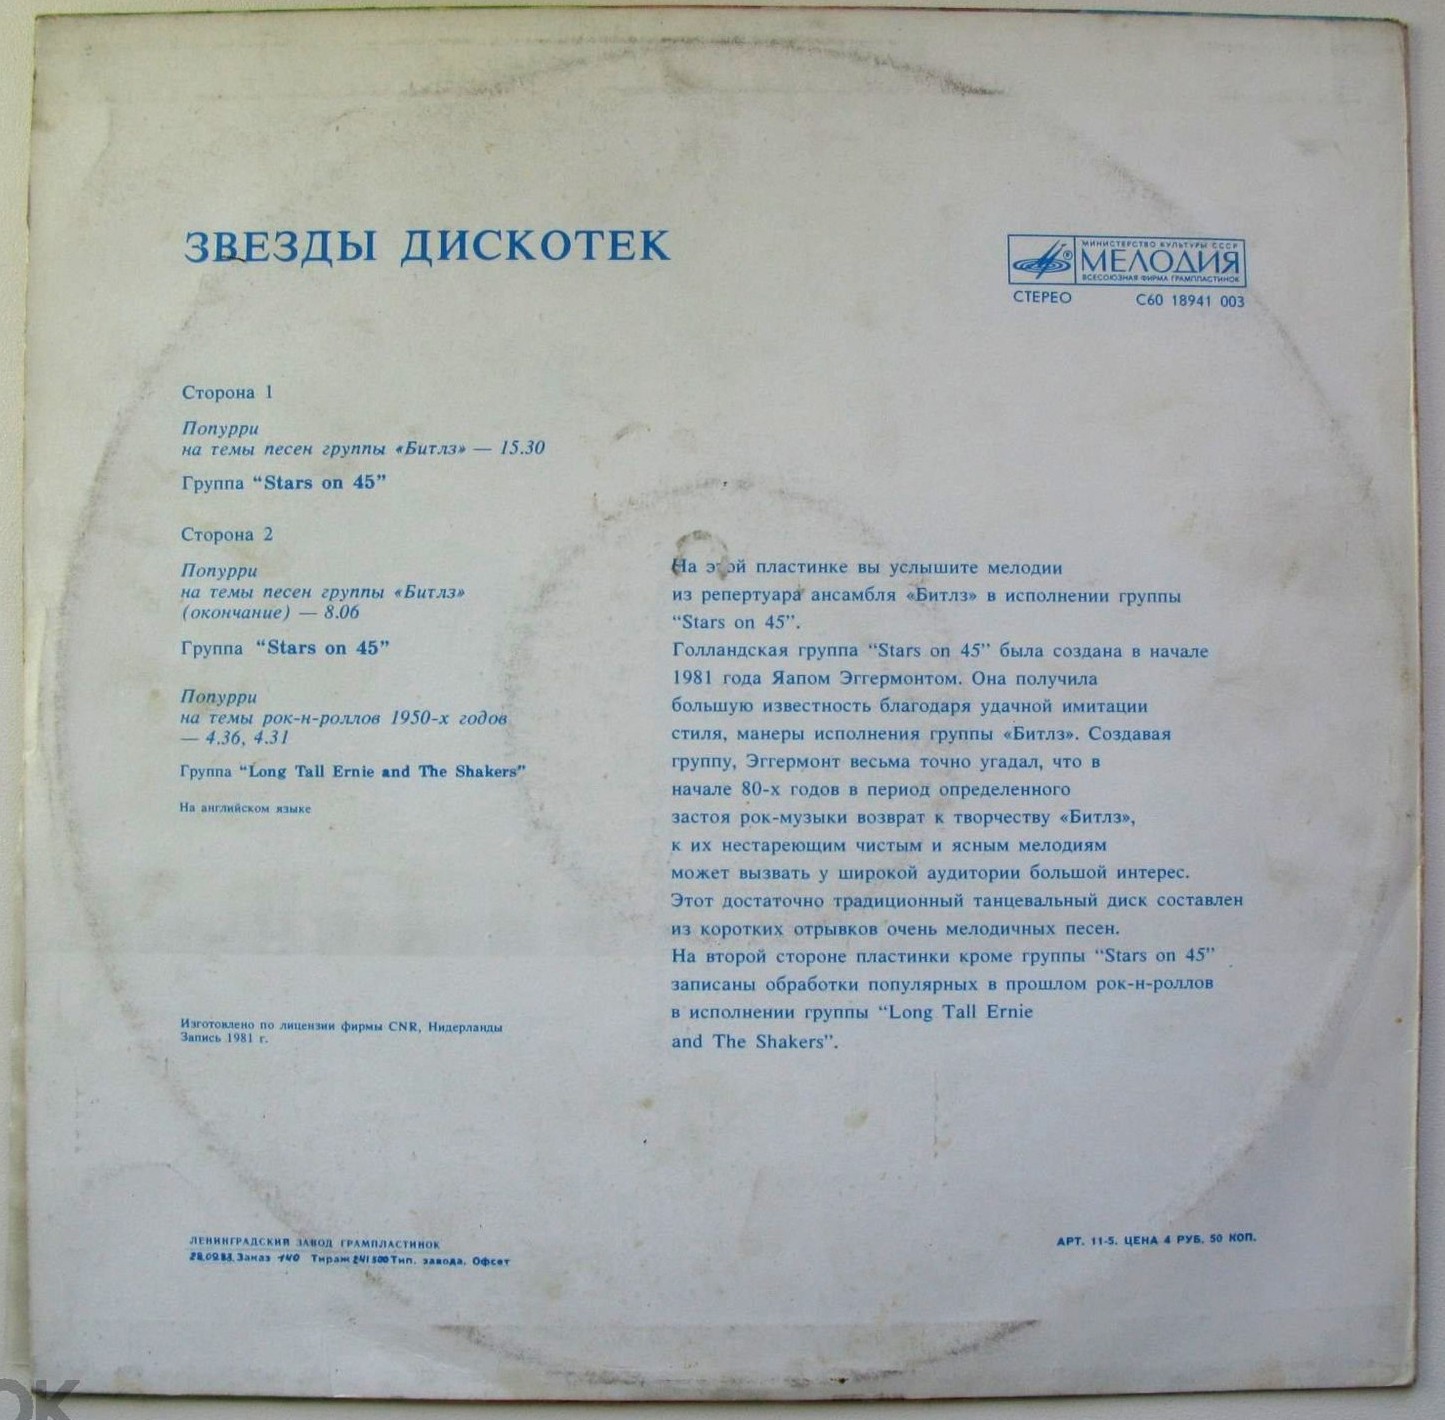 ЗВЕЗДЫ ДИСКОТЕК
МИНИСТЕРСТВО КУЛЬТУРЫ СССР
МЕЛОДИЯ
ВСЕСОЮЗНАЯ ФИРМА ГРАМПЛАСТИНОК
СТЕРЕО С60 18941 003
Сторона 1
Попурри
на темы песен группы «Битлз» — 15.30
Группа “Stars on 45”
Сторона 2
Попурри
на темы песен группы «Битлз»
(окончание) — 8.06
Группа “Stars on 45”
Попурри
на темы рок-н-роллов 1950-х годов
— 4.36, 4.31
Группа “Long Tall Ernie and The Shakers”
На английском языке
На этой пластинке вы услышите мелодии
из репертуара ансамбля «Битлз» в исполнении группы
“Stars on 45”.
Голландская группа “Stars on 45” была создана в начале
1981 года Яапом Эггермонтом. Она получила
большую известность благодаря удачной имитации
стиля, манеры исполнения группы «Битлз». Создавая
группу, Эггермонт весьма точно угадал, что в
начале 80-х годов в период определенного
застоя рок-музыки возврат к творчеству «Битлз»,
к их нестареющим чистым и ясным мелодиям
может вызвать у широкой аудитории большой интерес.
Этот достаточно традиционный танцевальный диск составлен
из коротких отрывков очень мелодичных песен.
На второй стороне пластинки кроме группы “Stars on 45”
записаны обработки популярных в прошлом рок-н-роллов
в исполнении группы “Long Tall Ernie
and The Shakers”.
Изготовлено по лицензии фирмы CNR, Нидерланды
Запись 1981 г.
ЛЕНИНГРАДСКИЙ ЗАВОД ГРАМПЛАСТИНОК
Заказ 140 Тираж Тип. завода. Офсет
АРТ. 11-5. ЦЕНА 4 РУБ. 50 КОП.
ОК